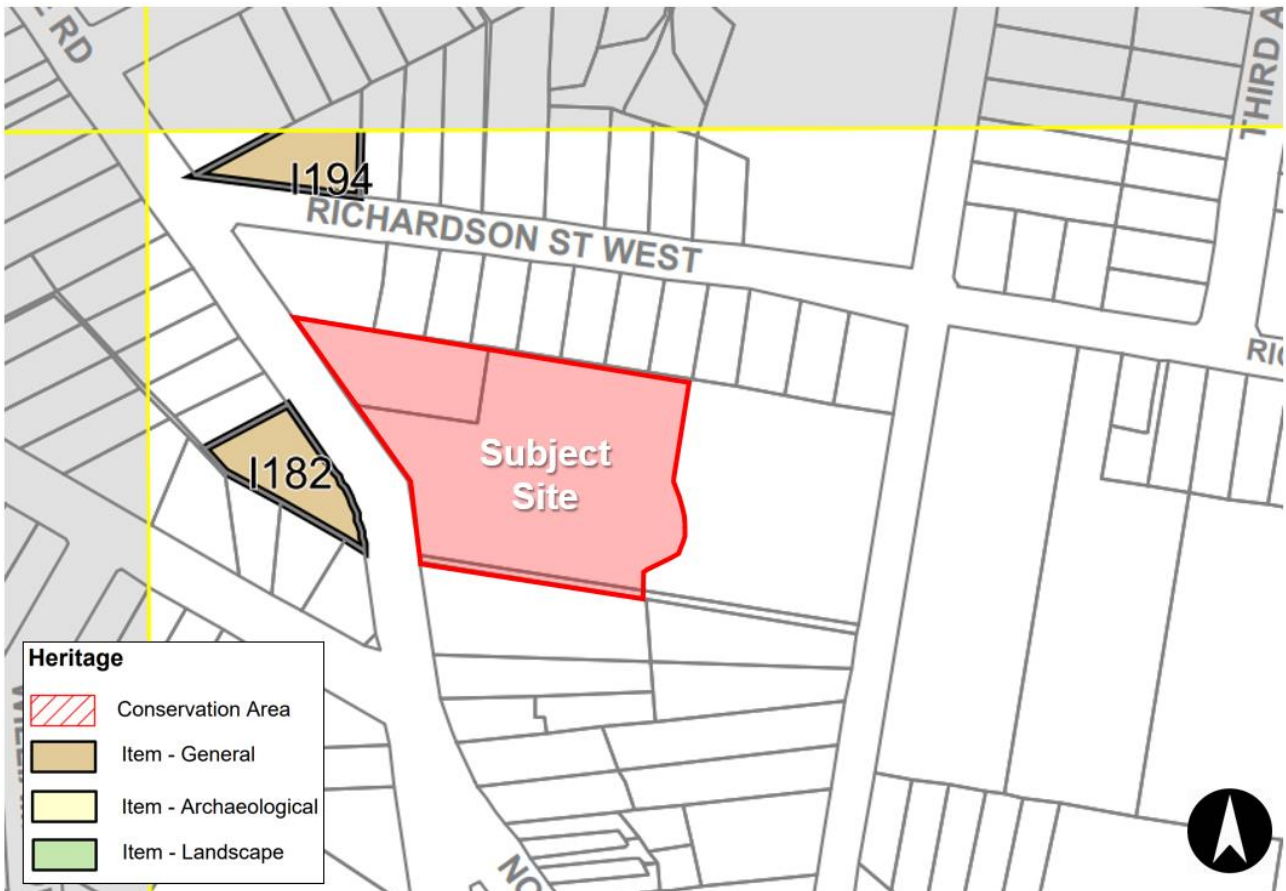 RD
THIRD A
I194
RICHARDSON ST WEST
RIC
Subject
Site
I182
Heritage
Conservation Area
Item - General
Item - Archaeological
Item - Landscape
NO